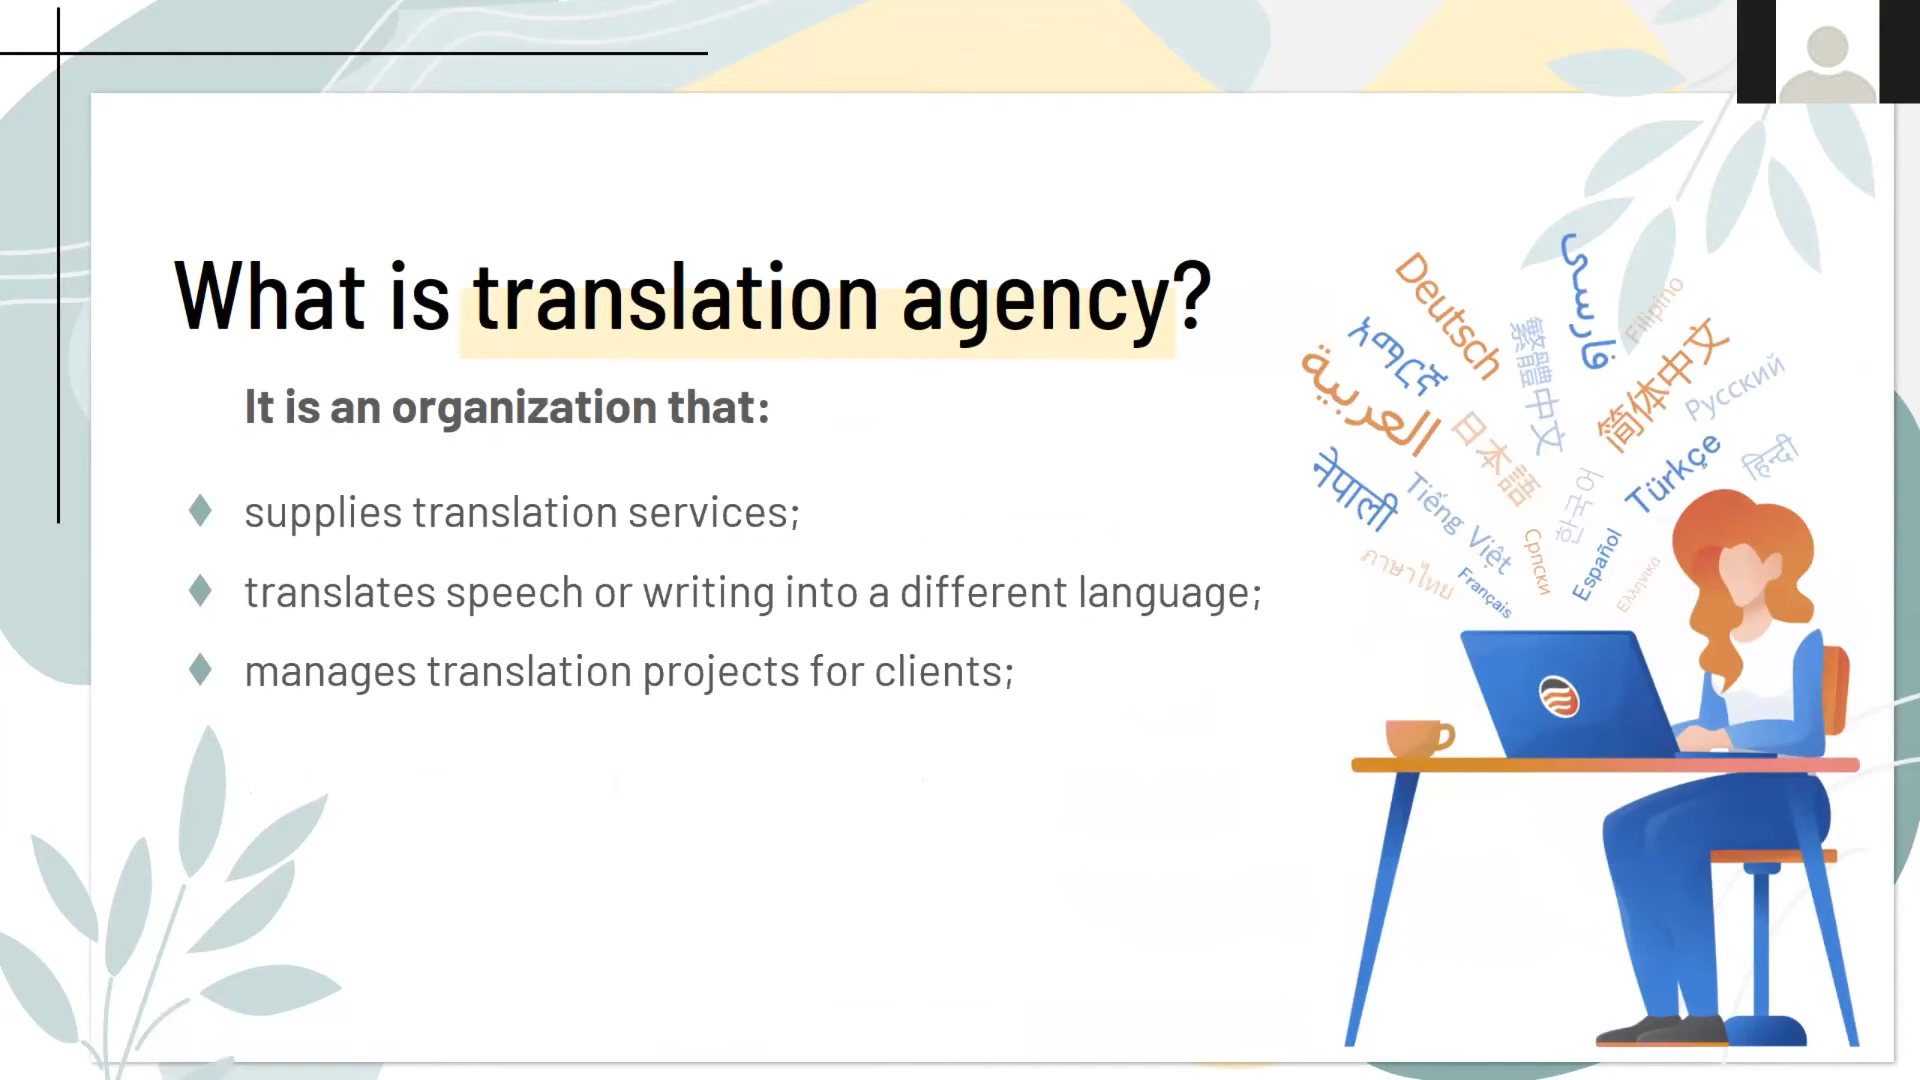 What is translation agency?
It is an organization that:
supplies translation services;
translates speech or writing into a different language;
manages translation projects for clients;
Deutsch
فارسی
Filipino
አማርኛ
繁體中文
简体中文
Русский
العربية
日本語
Türkçe
हिन्दी
नेपाली
Tiếng Việt
한국어
Српски
Español
Ελληνικά
ภาษาไทย
Français